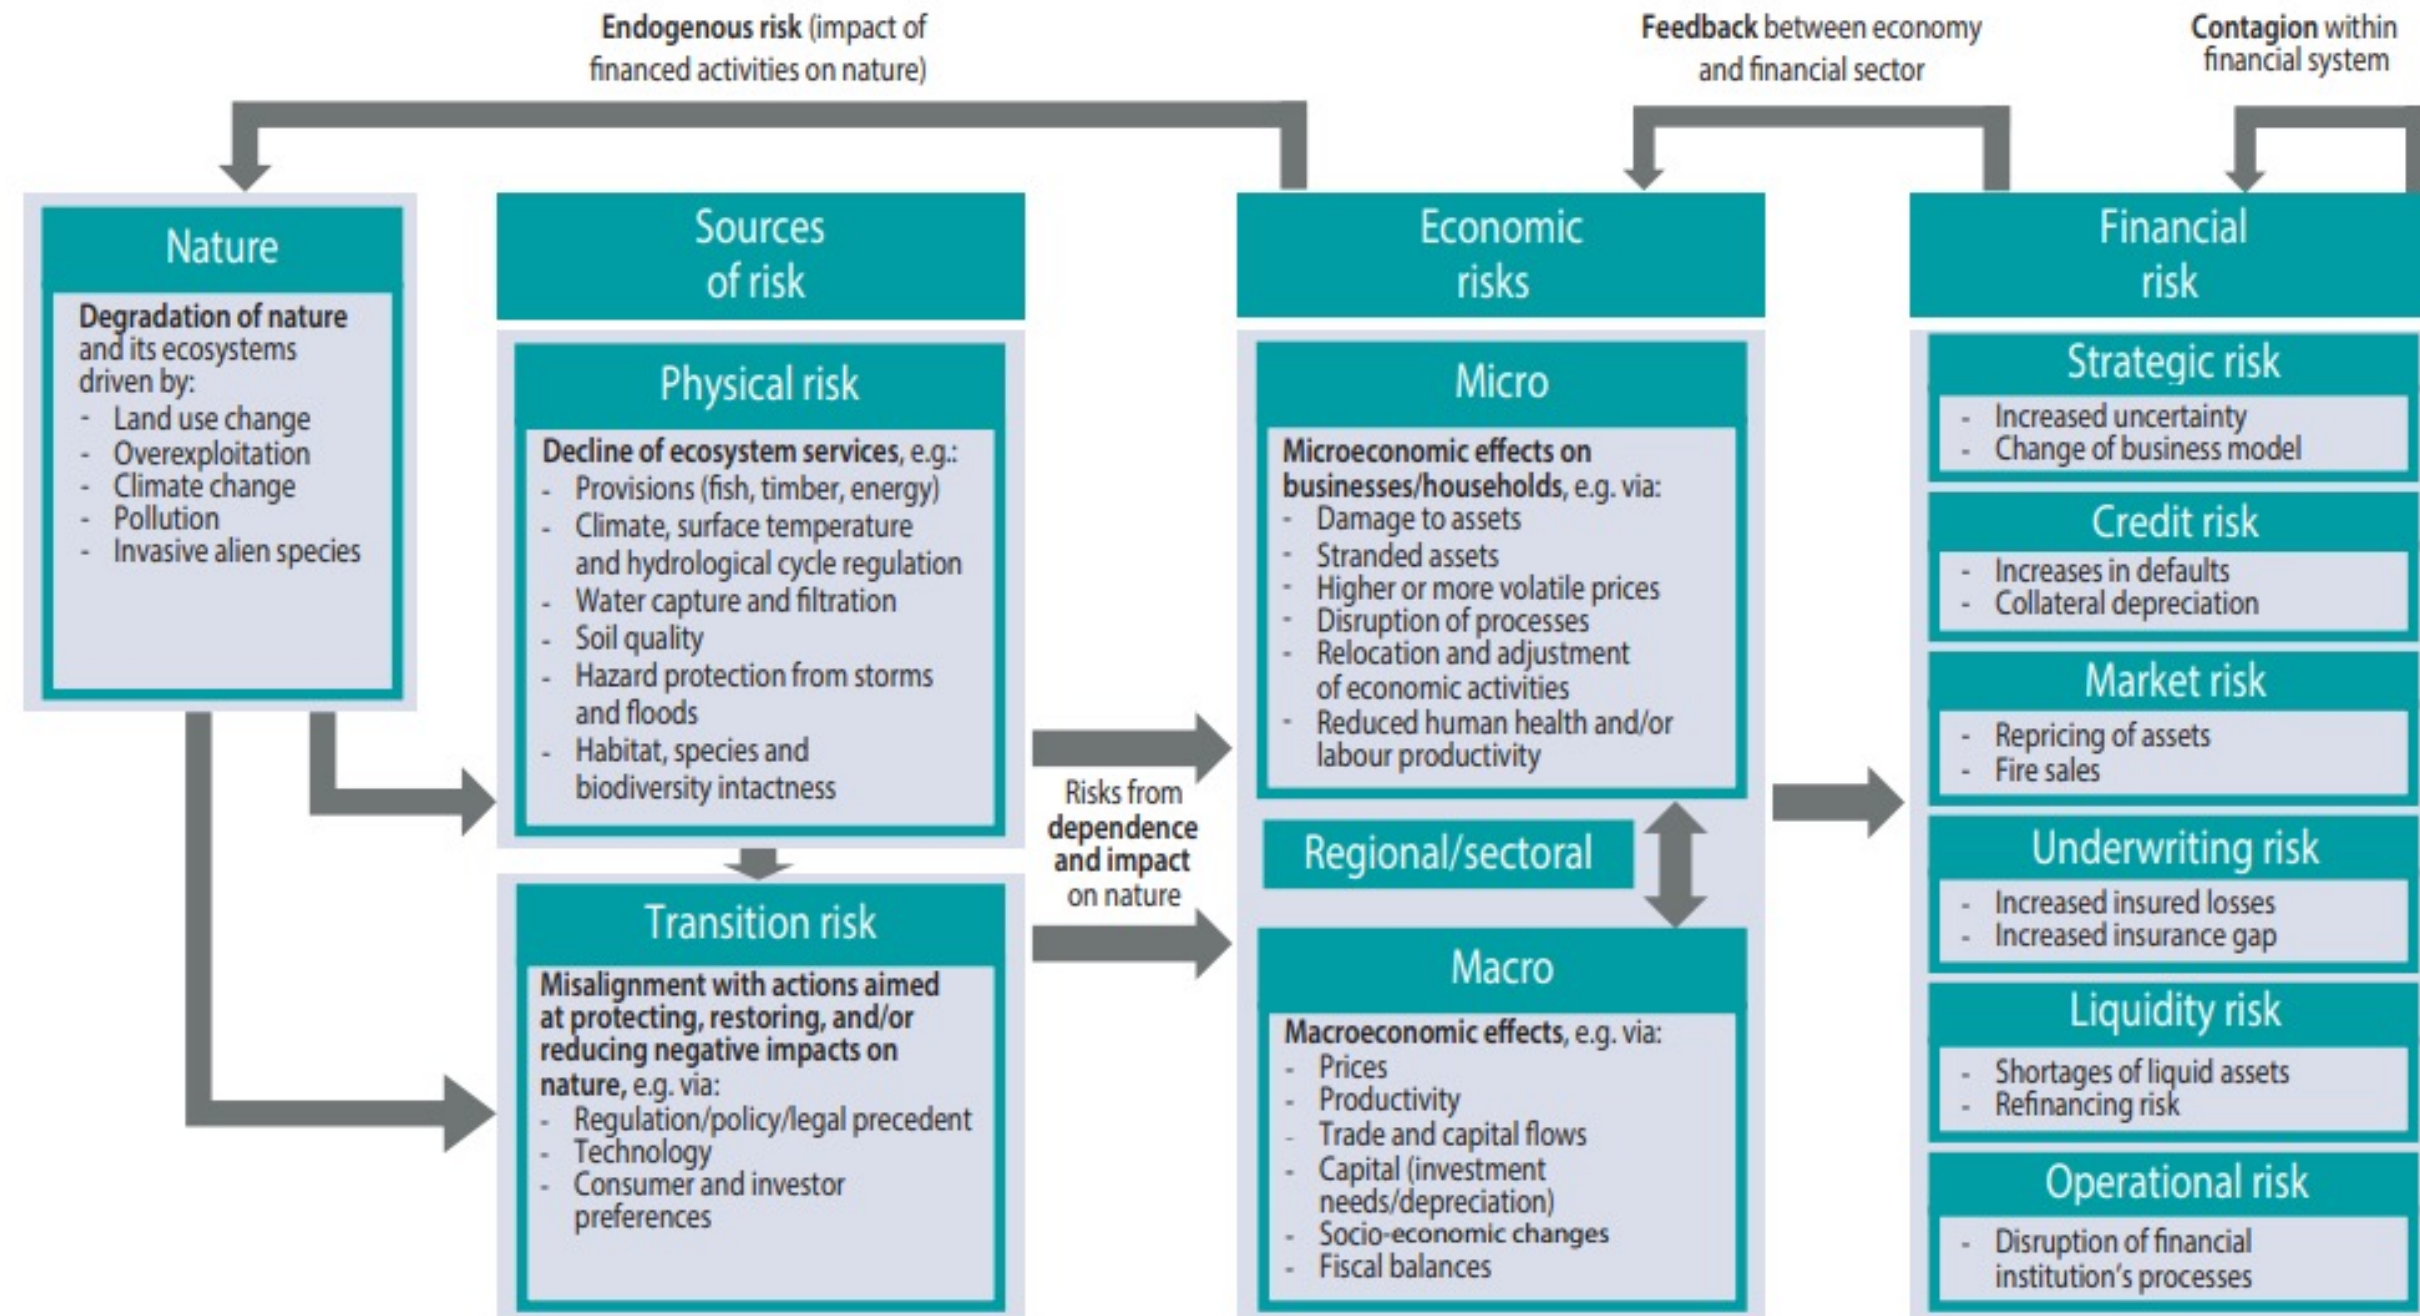 Endogenous risk (impact of
financed activities on nature)
Feedback between economy
and financial sector
Contagion within
financial system
Nature
Degradation of nature
and its ecosystems
driven by:
- Land use change
- Overexploitation
- Climate change
- Pollution
- Invasive alien species
Sources
of risk
Physical risk
Decline of ecosystem services, e.g.:
- Provisions (fish, timber, energy)
- Climate, surface temperature
and hydrological cycle regulation
- Water capture and filtration
- Soil quality
- Hazard protection from storms
and floods
- Habitat, species and
biodiversity intactness
Transition risk
Misalignment with actions aimed
at protecting, restoring, and/or
reducing negative impacts on
nature, e.g. via:
- Regulation/policy/legal precedent
- Technology
- Consumer and investor
preferences
Risks from
dependence
and impact
on nature
Economic
risks
Micro
Microeconomic effects on
businesses/households, e.g. via:
- Damage to assets
- Stranded assets
- Higher or more volatile prices
- Disruption of processes
- Relocation and adjustment
of economic activities
- Reduced human health and/or
labour productivity
Regional/sectoral
Macro
Macroeconomic effects, e.g. via:
- Prices
- Productivity
- Trade and capital flows
- Capital (investment
needs/depreciation)
- Socio-economic changes
- Fiscal balances
Financial
risk
Strategic risk
- Increased uncertainty
- Change of business model
Credit risk
- Increases in defaults
- Collateral depreciation
Market risk
- Repricing of assets
- Fire sales
Underwriting risk
- Increased insured losses
- Increased insurance gap
Liquidity risk
- Shortages of liquid assets
- Refinancing risk
Operational risk
- Disruption of financial
institution's processes